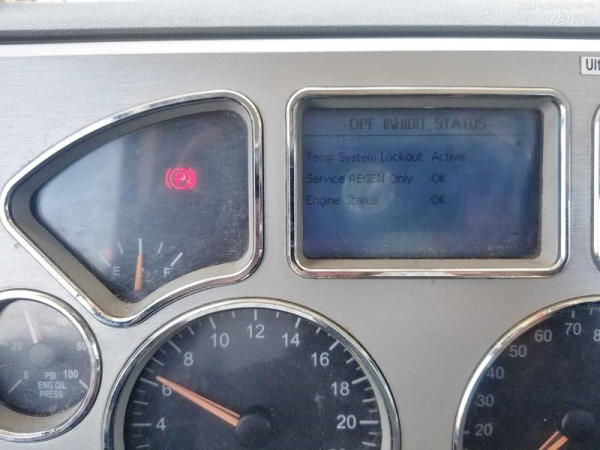 Ult
-DPF INHIBIT STATUS-
Temp System Lockout Active
Service REGEN Only OK
Engine Status OK
P
E F
20 60 80
0 100
PSI
ENG OIL
PRESS
4 6 8 10 12 14 16 18 20
20 30 40 50 60 70 8